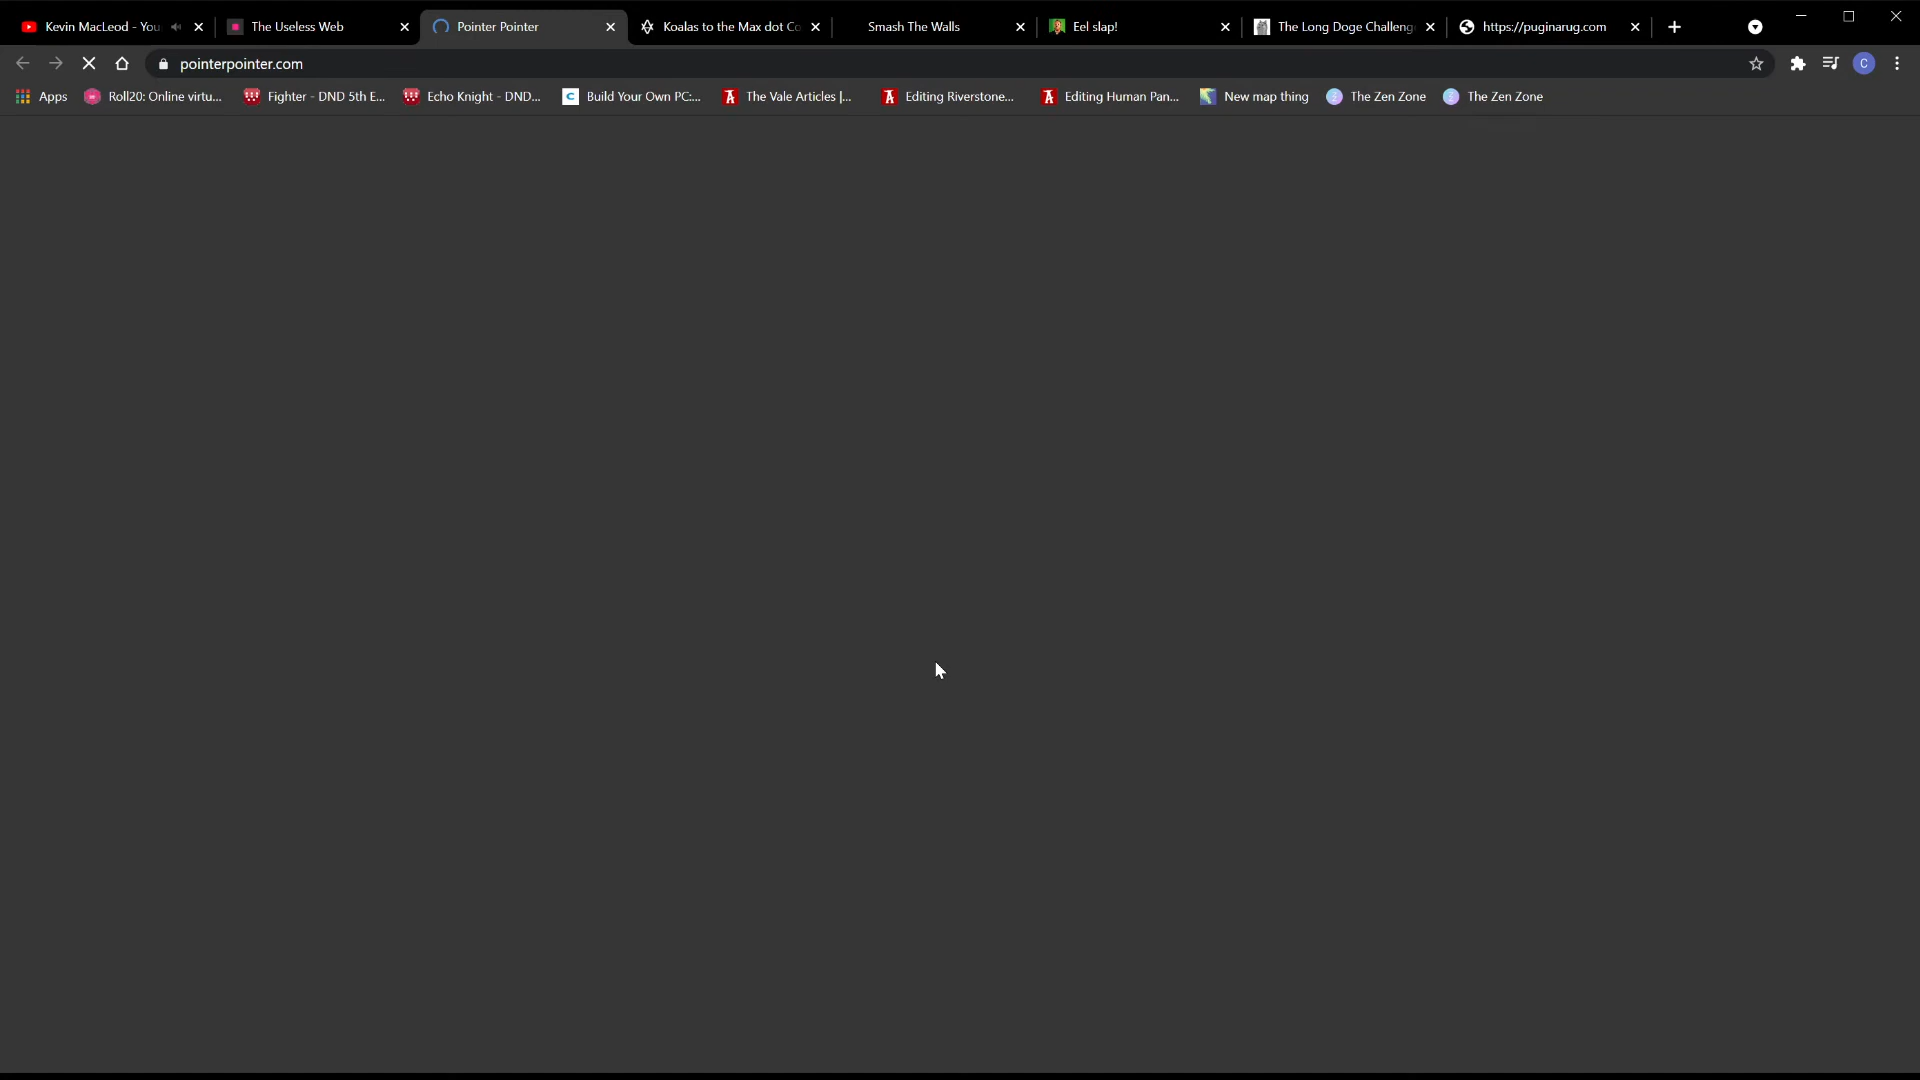 Kevin MacLeod - You
The Useless Web
Pointer Pointer
Koalas to the Max dot Co
Smash The Walls
Eel slap!
The Long Doge Challeng
https://puginarug.com
pointerpointer.com
C
Apps
Roll20: Online virtu...
Fighter - DND 5th E...
Echo Knight - DND...
Build Your Own PC:...
The Vale Articles |...
Editing Riverstone...
Editing Human Pan...
New map thing
The Zen Zone
The Zen Zone